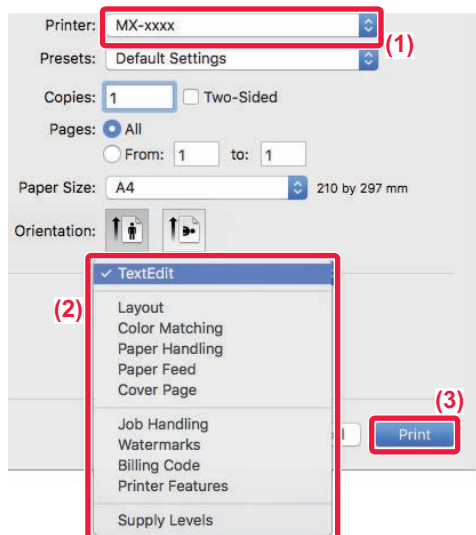 Printer: MX-xxxx
(1)
Presets: Default Settings
Copies: 1 Two-Sided
Pages: All
From: 1 to: 1
Paper Size: A4 210 by 297 mm
Orientation:
✓ TextEdit
(2)
Layout
Color Matching
Paper Handling
Paper Feed
Cover Page
(3)
Job Handling
Watermarks
Billing Code
Printer Features
Print
Supply Levels